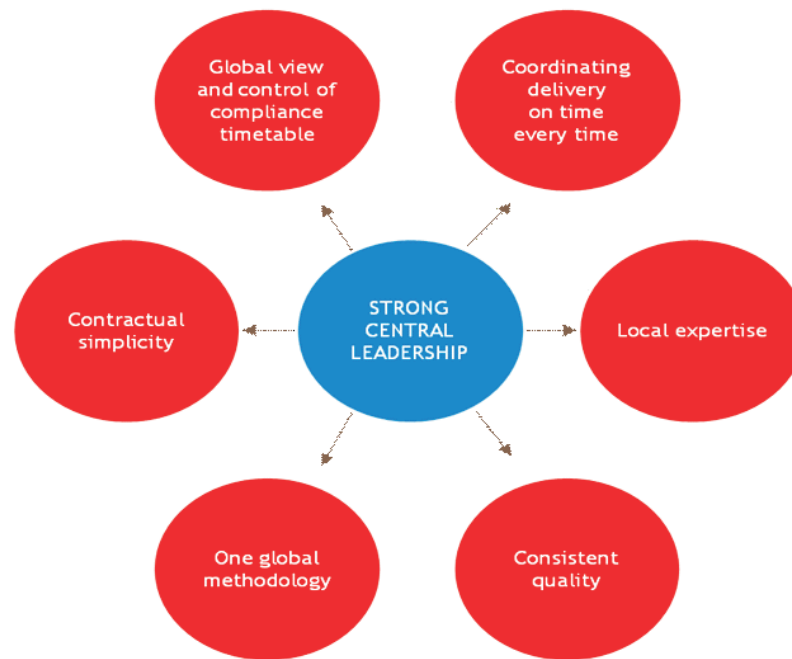 Global view
and control of
compliance
timetable
Coordinating
delivery
on time
every time
Contractual
simplicity
STRONG
CENTRAL
LEADERSHIP
Local expertise
One global
methodology
Consistent
quality